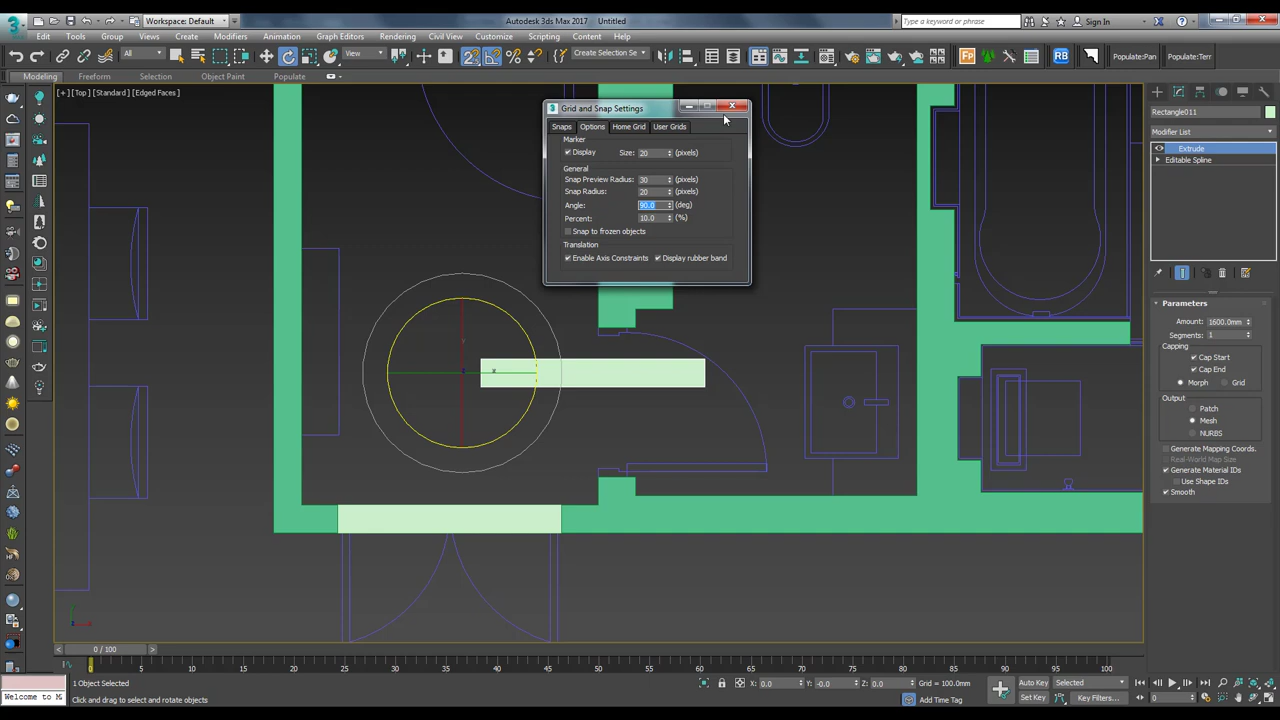 Workspace: Default
Autodesk 3ds Max 2017 Untitled
Type a keyword or phrase
Sign In
Edit Tools Group Views Create Modifiers Animation Graph Editors Rendering Civil View Customize Scripting Content Help
All
View
Create Selection Se
Populate:Pan
Populate:Terr
Modeling Freeform Selection Object Paint Populate
[+] [Top] [Standard] [Edged Faces]
Grid and Snap Settings
Snaps Options Home Grid User Grids
Marker
Display Size: 20 (pixels)
General
Snap Preview Radius: 30 (pixels)
Snap Radius: 20 (pixels)
Angle: 90.0 (deg)
Percent: 10.0 (%)
Snap to frozen objects
Translation
Enable Axis Constraints Display rubber band
Rectangle011
Modifier List
Extrude
Editable Spline
Parameters
Amount: 1600.0mm
Segments: 1
Capping
Cap Start
Cap End
Morph Grid
Output
Patch
Mesh
NURBS
Generate Mapping Coords.
Real-World Map Size
Generate Material IDs
Use Shape IDs
Smooth
0 / 100
0 5 10 15 20 25 30 35 40 45 50 55 60 65 70 75 80 85 90 95 100
1 Object Selected
X: 0.0 Y: -0.0 Z: 0.0 Grid = 100.0mm
Auto Key Selected
Welcome to M
Click and drag to select and rotate objects
Add Time Tag
Set Key Key Filters...
0